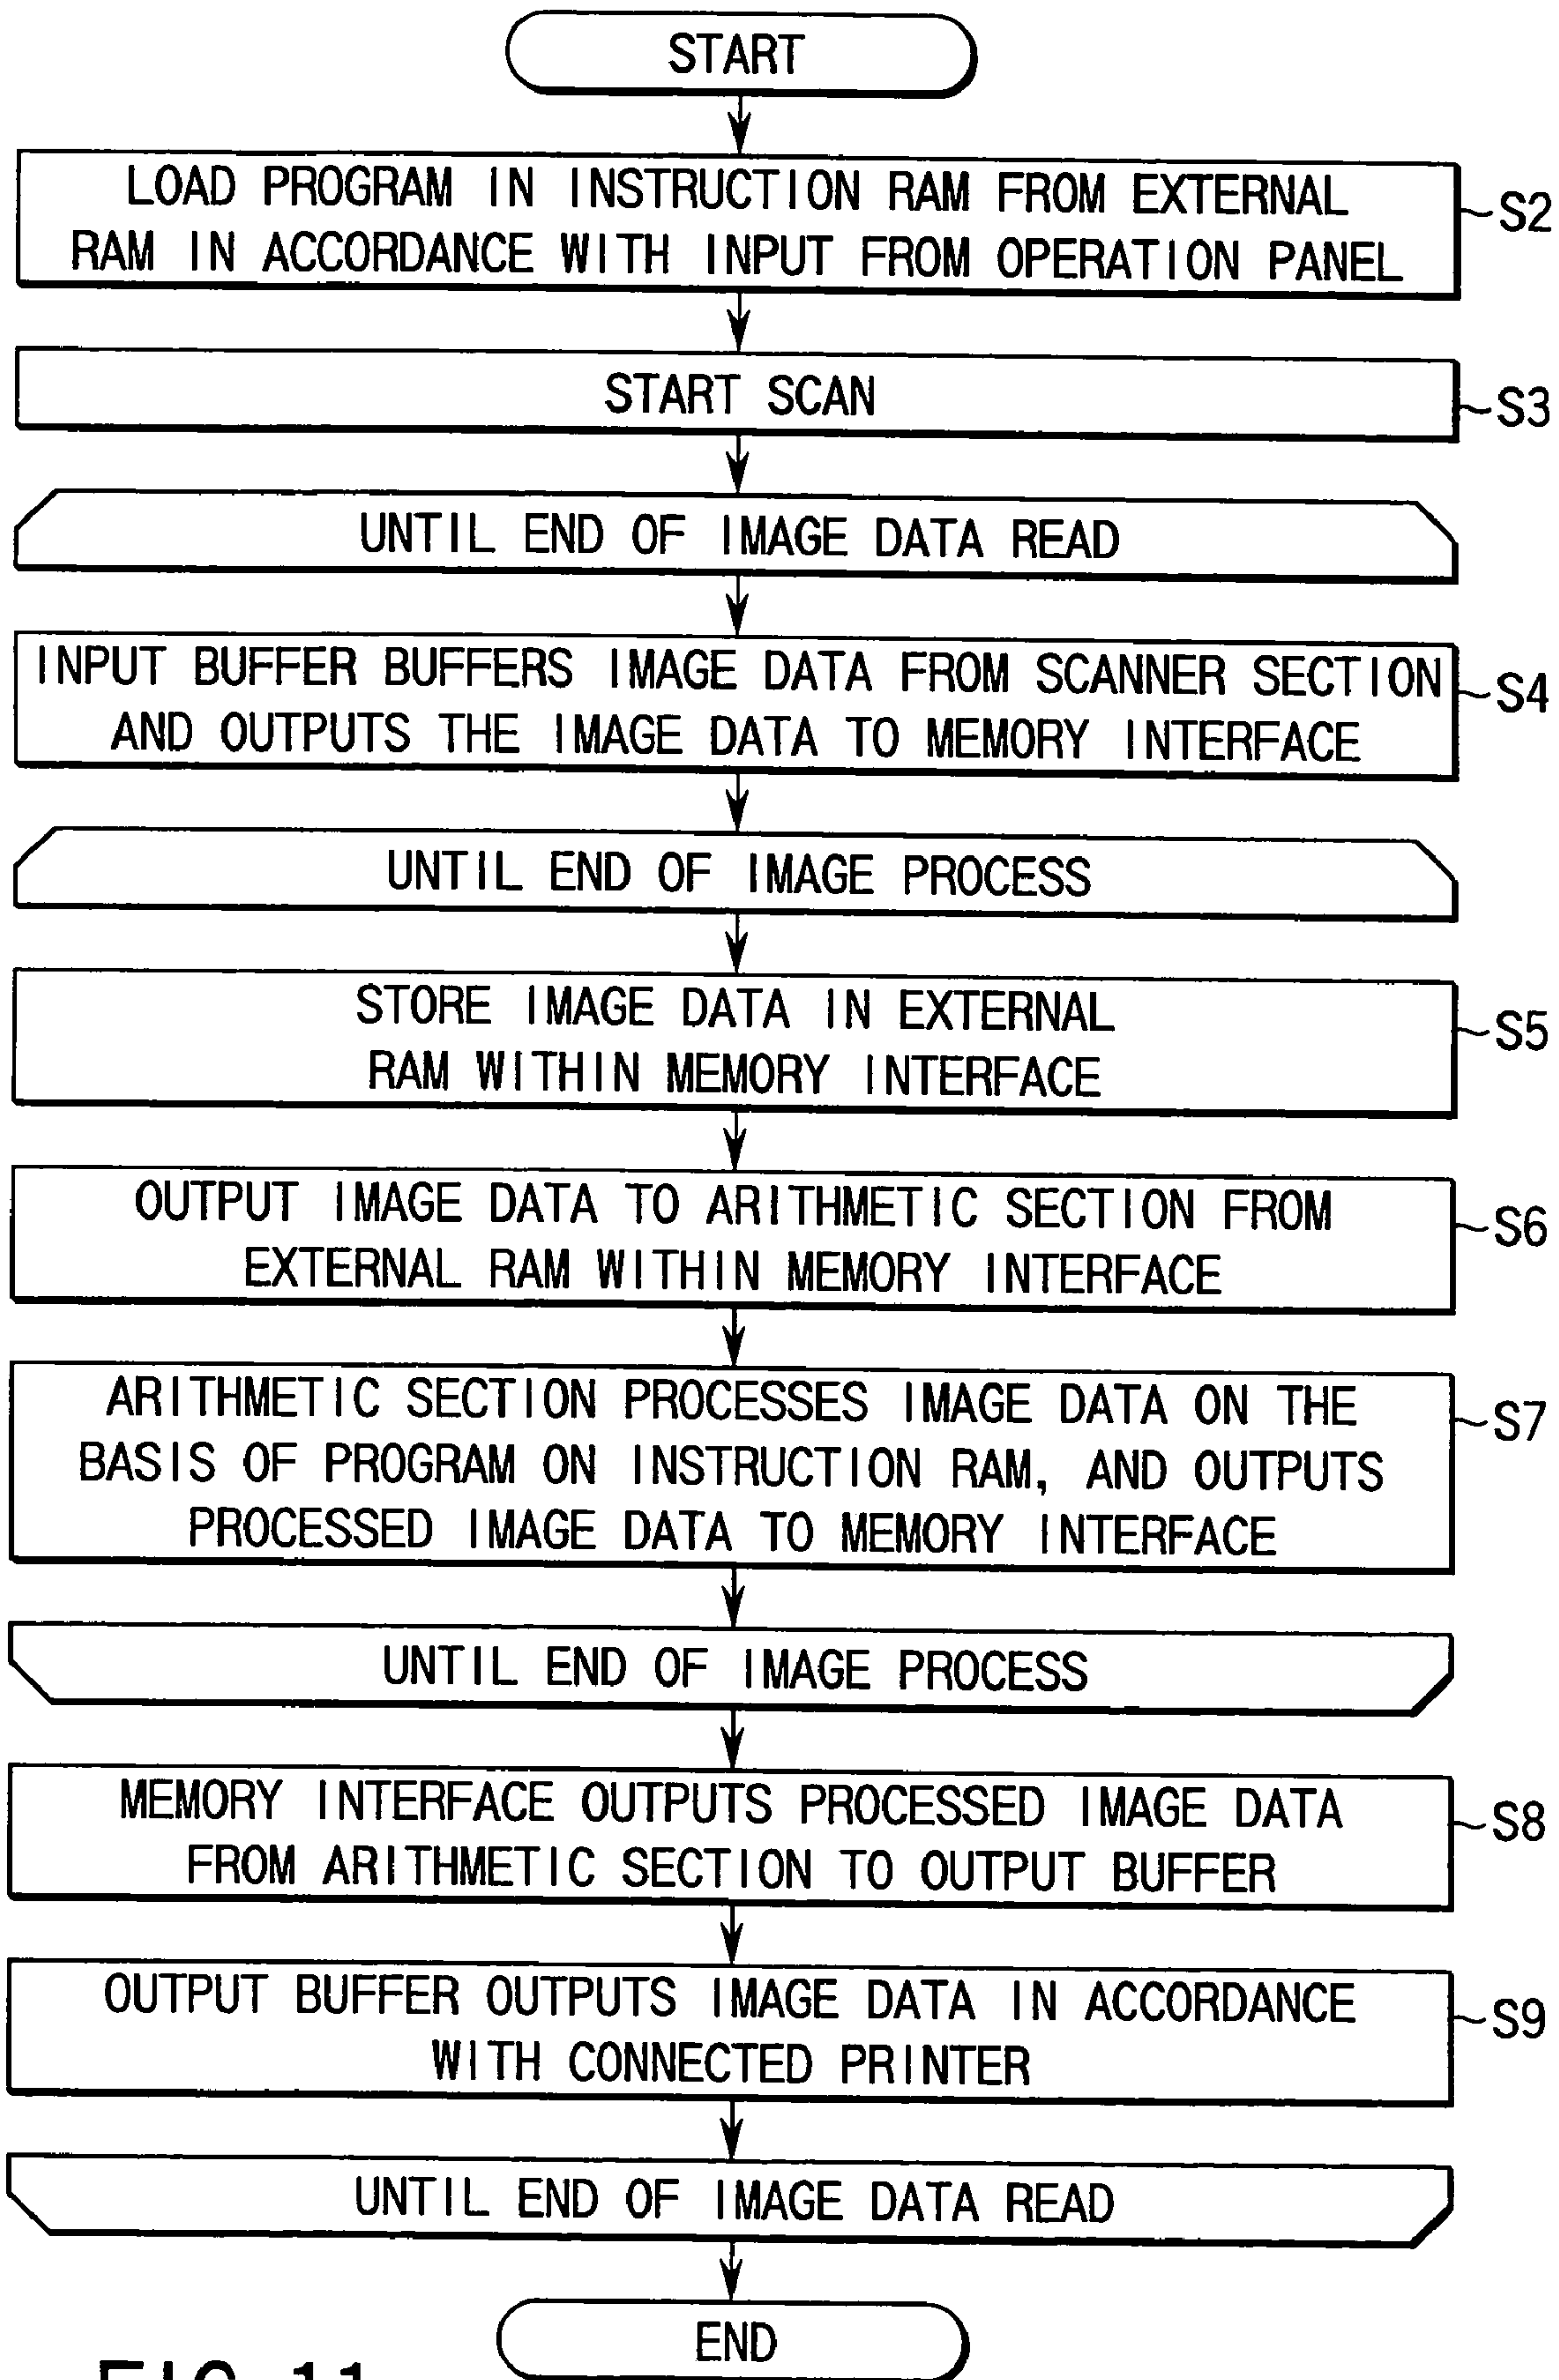 START
LOAD PROGRAM IN INSTRUCTION RAM FROM EXTERNAL
RAM IN ACCORDANCE WITH INPUT FROM OPERATION PANEL
S2
START SCAN
S3
UNTIL END OF IMAGE DATA READ
INPUT BUFFER BUFFERS IMAGE DATA FROM SCANNER SECTION
AND OUTPUTS THE IMAGE DATA TO MEMORY INTERFACE
S4
UNTIL END OF IMAGE PROCESS
STORE IMAGE DATA IN EXTERNAL
RAM WITHIN MEMORY INTERFACE
S5
OUTPUT IMAGE DATA TO ARITHMETIC SECTION FROM
EXTERNAL RAM WITHIN MEMORY INTERFACE
S6
ARITHMETIC SECTION PROCESSES IMAGE DATA ON THE
BASIS OF PROGRAM ON INSTRUCTION RAM, AND OUTPUTS
PROCESSED IMAGE DATA TO MEMORY INTERFACE
S7
UNTIL END OF IMAGE PROCESS
MEMORY INTERFACE OUTPUTS PROCESSED IMAGE DATA
FROM ARITHMETIC SECTION TO OUTPUT BUFFER
S8
OUTPUT BUFFER OUTPUTS IMAGE DATA IN ACCORDANCE
WITH CONNECTED PRINTER
S9
UNTIL END OF IMAGE DATA READ
END
FIG. 11